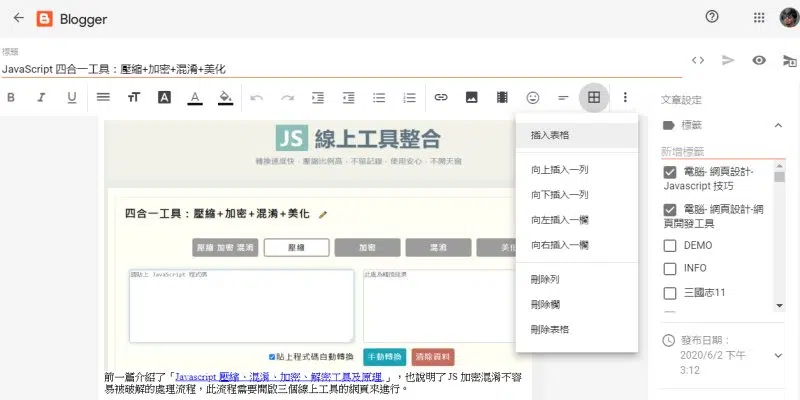 Blogger
標題
JavaScript 四合一工具：壓縮+加密+混淆+美化
文章設定
標籤
新增標籤
電腦- 網頁設計-Javascript 技巧
電腦- 網頁設計-網頁開發工具
DEMO
INFO
三國志11
發布日期：
2020/6/2 下午
3:12
插入表格
向上插入一列
向下插入一列
向左插入一欄
向右插入一欄
刪除列
刪除欄
刪除表格
JS 線上工具整合
轉換速度快．壓縮比例高．不留記錄．使用安心．不開天窗
四合一工具：壓縮+加密+混淆+美化
壓縮 加密 混淆
壓縮
加密
混淆
美化
請貼上 JavaScript 程式碼
此處為轉換結果
貼上程式碼自動轉換
手動轉換
清除資料
前一篇介紹了「Javascript 壓縮、混淆、加密、解密工具及原理」，也說明了 JS 加密混淆不容
易被破解的處理流程，此流程需要開啟三個線上工具的網頁來進行。